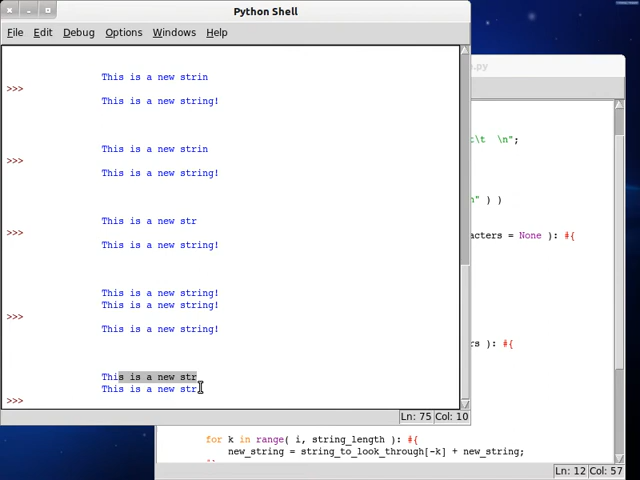 Python Shell
File Edit Debug Options Windows Help
This is a new strin
>>>
This is a new string!
This is a new strin
>>>
This is a new string!
This is a new str
>>>
This is a new string!
This is a new string!
This is a new string!
>>>
This is a new string!
This is a new str
This is a new str
>>>
Ln: 75 Col: 10
.py
\t \n";
" ) )
= None ): #{
): #{
for k in range( i, string_length ): #{
new_string = string_to_look_through[-k] + new_string;
Ln: 12 Col: 57